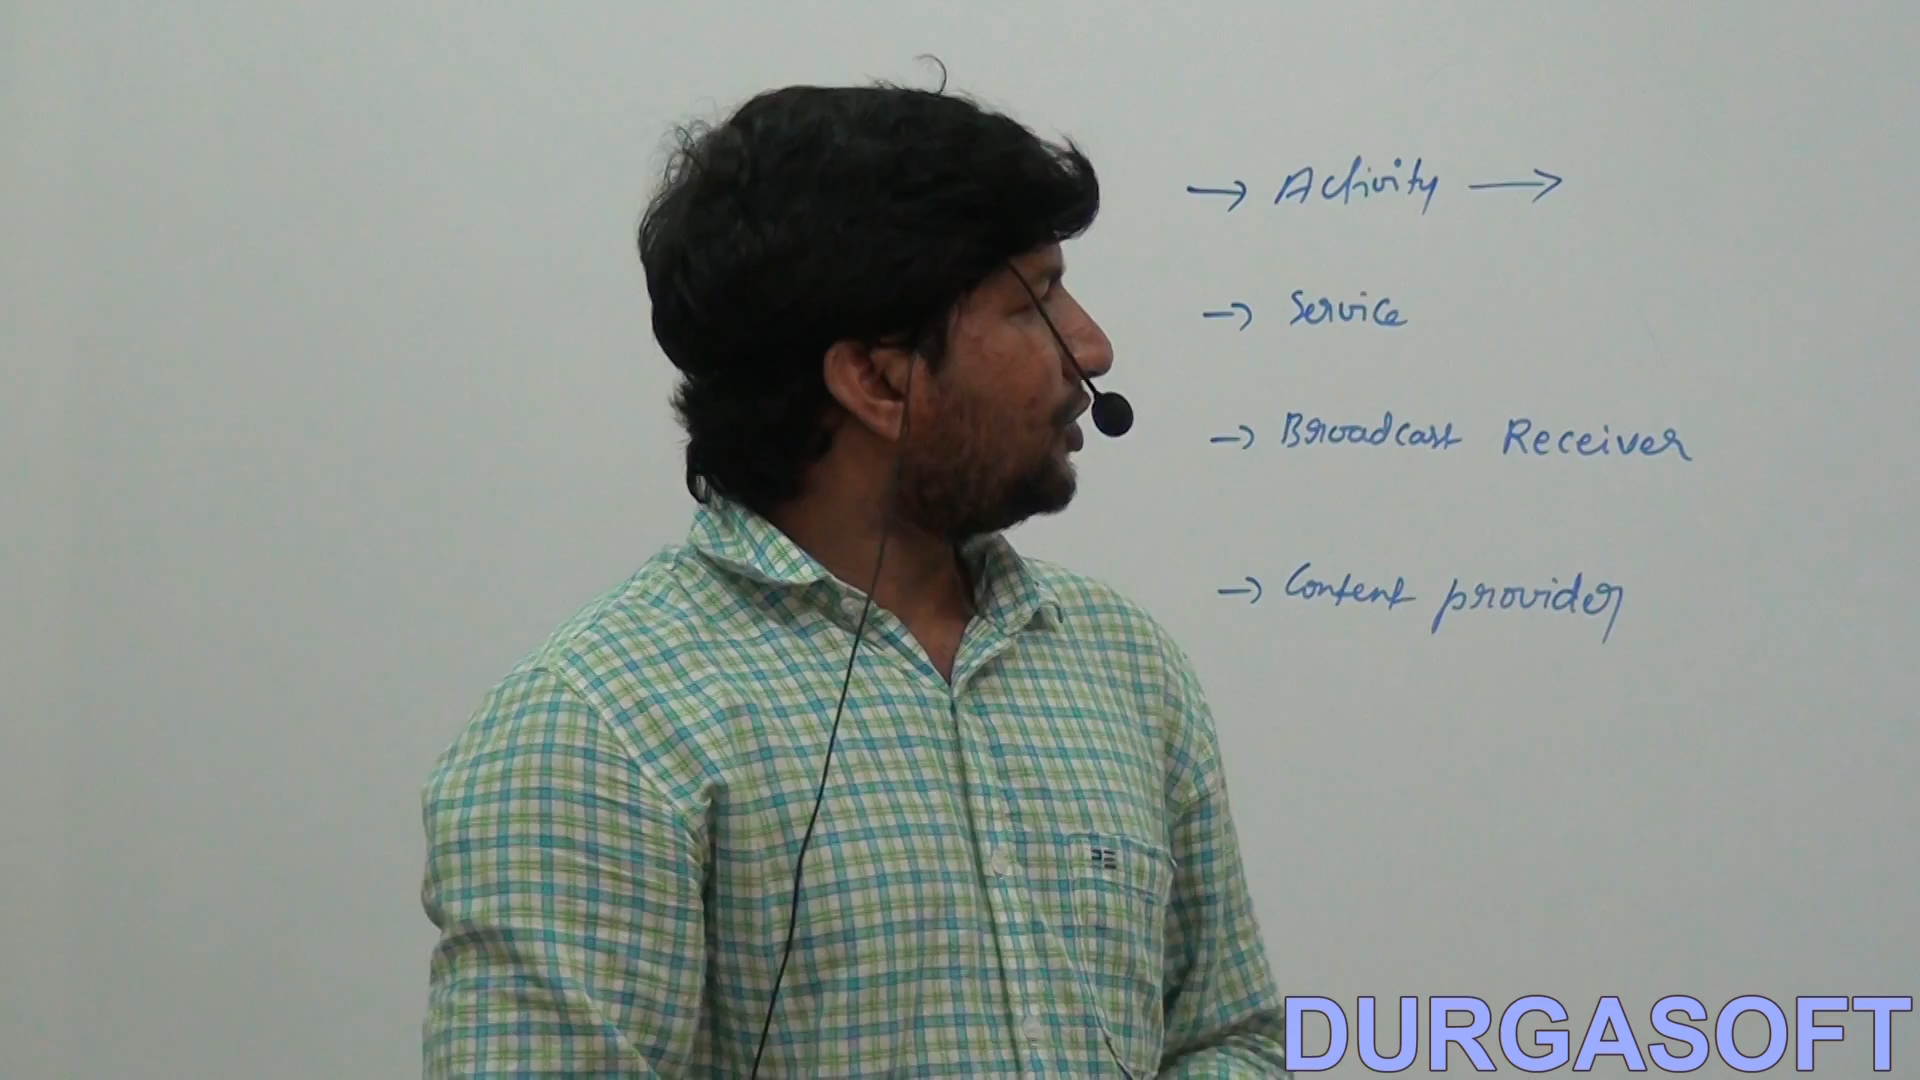 → Activity →
→ Service
→ Broadcast Receiver
→ Content provider
DURGASOFT